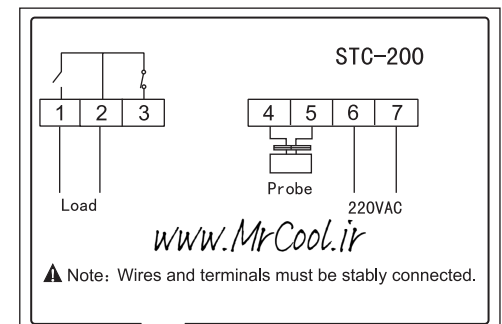 STC-200
1 2 3 4 5 6 7
Load Probe 220VAC
www.MrCool.ir
Note: Wires and terminals must be stably connected.